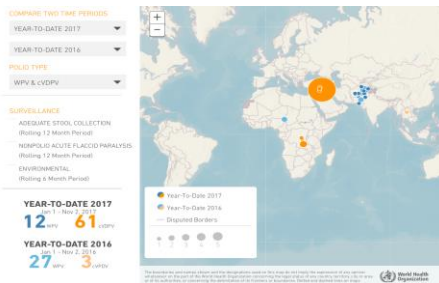 COMPARE TWO TIME PERIODS
YEAR-TO-DATE 2017
YEAR-TO-DATE 2016
POLIO TYPE
WPV & cVDPV
SURVEILLANCE
ADEQUATE STOOL COLLECTION
(Rolling 12 Month Period)
NONPOLIO ACUTE FLACCID PARALYSIS
(Rolling 12 Month Period)
ENVIRONMENTAL
(Rolling 6 Month Period)
YEAR-TO-DATE 2017
Jan 1 - Nov 2, 2017
12 WPV 61 cVDPV
YEAR-TO-DATE 2016
Jan 1 - Nov 2, 2016
27 WPV 3 cVDPV
+
−
Year-To-Date 2017
Year-To-Date 2016
Disputed Borders
1 2 3 4 5
World Health
Organization